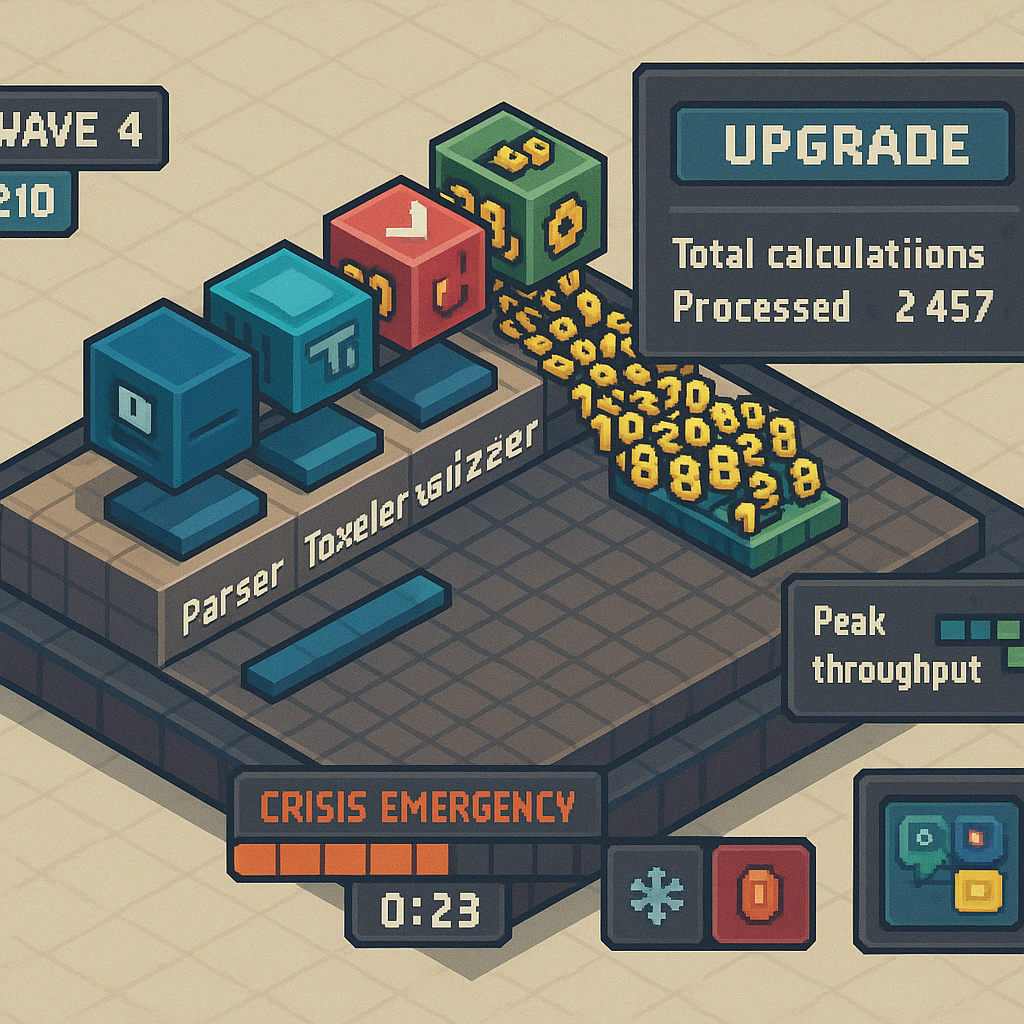 WAVE 4
210
UPGRADE
Total calculatiions
Processed 2 457
Parser
Toxeler
Peak
throughput
CRISIS EMERGENCY
0:23